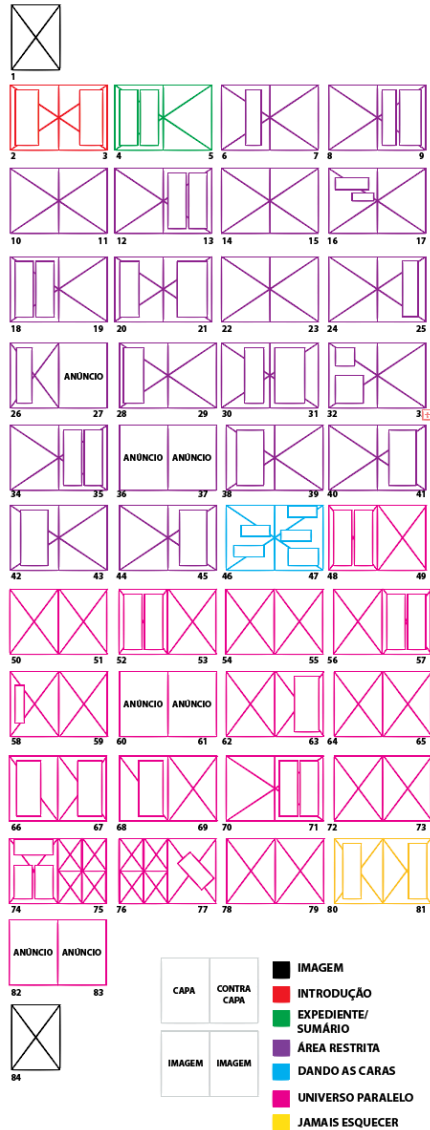 1
2 3 4 5 6 7 8 9
10 11 12 13 14 15 16 17
18 19 20 21 22 23 24 25
ANÚNCIO
26 27 28 29 30 31 32 3
ANÚNCIO ANÚNCIO
34 35 36 37 38 39 40 41
42 43 44 45 46 47 48 49
50 51 52 53 54 55 56 57
ANÚNCIO ANÚNCIO
58 59 60 61 62 63 64 65
66 67 68 69 70 71 72 73
74 75 76 77 78 79 80 81
ANÚNCIO ANÚNCIO
82 83
84
CAPA
CONTRA
CAPA
IMAGEM IMAGEM
IMAGEM
INTRODUÇÃO
EXPEDIENTE/
SUMÁRIO
ÁREA RESTRITA
DANDO AS CARAS
UNIVERSO PARALELO
JAMAIS ESQUECER